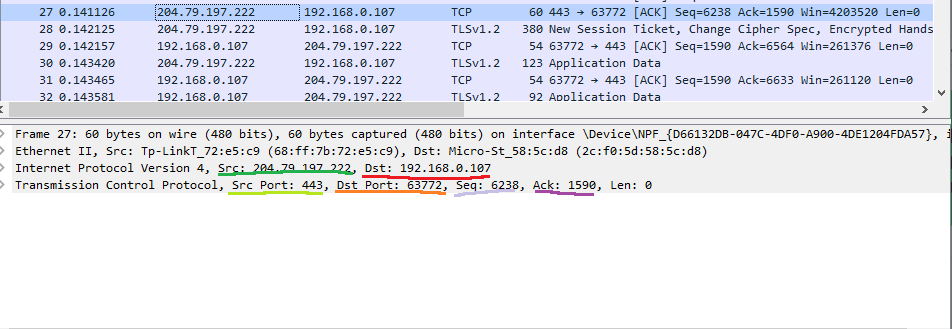 27 0.141126 204.79.197.222 192.168.0.107 TCP 60 443 → 63772 [ACK] Seq=6238 Ack=1590 Win=4203520 Len=0
28 0.142125 204.79.197.222 192.168.0.107 TLSv1.2 380 New Session Ticket, Change Cipher Spec, Encrypted Hands
29 0.142157 192.168.0.107 204.79.197.222 TCP 54 63772 → 443 [ACK] Seq=1590 Ack=6564 Win=261376 Len=0
30 0.143420 204.79.197.222 192.168.0.107 TLSv1.2 123 Application Data
31 0.143465 192.168.0.107 204.79.197.222 TCP 54 63772 → 443 [ACK] Seq=1590 Ack=6633 Win=261120 Len=0
32 0.143581 192.168.0.107 204.79.197.222 TLSv1.2 92 Application Data
Frame 27: 60 bytes on wire (480 bits), 60 bytes captured (480 bits) on interface \Device\NPF_{D66132DB-047C-4DF0-A900-4DE1204FDA57}, i
Ethernet II, Src: Tp-LinkT_72:e5:c9 (68:ff:7b:72:e5:c9), Dst: Micro-St_58:5c:d8 (2c:f0:5d:58:5c:d8)
Internet Protocol Version 4, Src: 204.79.197.222, Dst: 192.168.0.107
Transmission Control Protocol, Src Port: 443, Dst Port: 63772, Seq: 6238, Ack: 1590, Len: 0